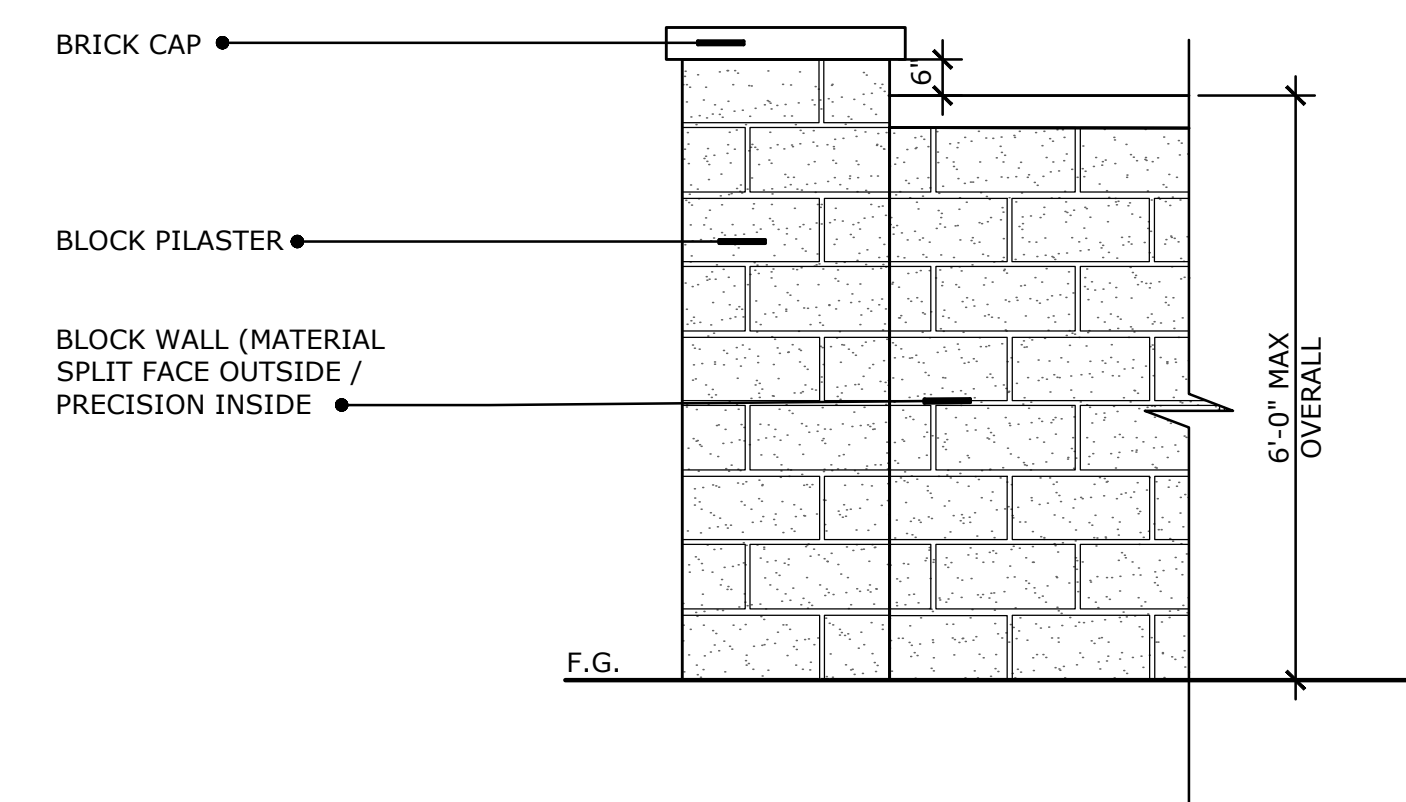 BRICK CAP
6"
BLOCK PILASTER
BLOCK WALL (MATERIAL
SPLIT FACE OUTSIDE /
PRECISION INSIDE
6'-0" MAX
OVERALL
F.G.